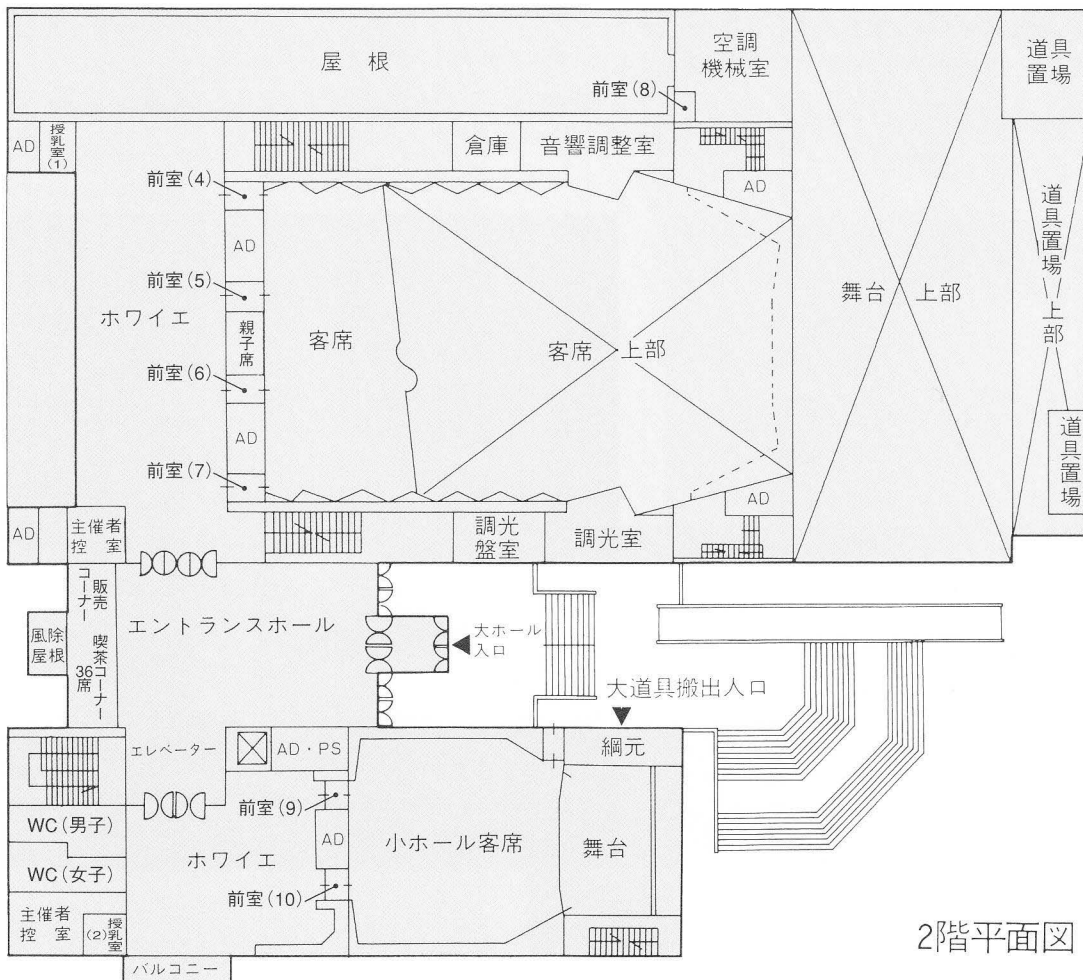 屋根
空調
機械室
道具
置場
前室(8)
AD
授乳室(1)
倉庫
音響調整室
前室(4)
AD
道具置場
上部
AD
前室(5)
ホワイエ
親子席
客席
客席
上部
舞台
上部
前室(6)
AD
前室(7)
道具置場
AD
AD
主催者
控室
調光
盤室
調光室
販売
コーナー
エントランスホール
風除
屋根
喫茶コーナー
36席
大ホール
入口
大道具搬出入口
綱元
エレベーター
AD・PS
前室(9)
WC(男子)
AD
小ホール客席
舞台
ホワイエ
WC(女子)
前室(10)
主催者
控室
授乳室
(2)
バルコニー
2階平面図